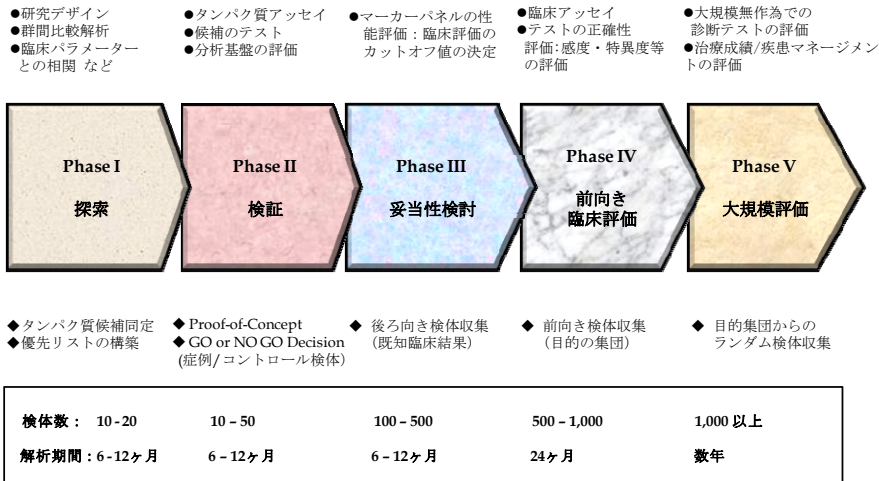 ●研究デザイン
●群間比較解析
●臨床パラメーター
との相関 など
●タンパク質アッセイ
●候補のテスト
●分析基盤の評価
●マーカーパネルの性
能評価：臨床評価の
カットオフ値の決定
●臨床アッセイ
●テストの正確性
評価：感度・特異度等
の評価
●大規模無作為での
診断テストの評価
●治療成績/疾患マネージメン
トの評価
Phase I
探索
Phase II
検証
Phase III
妥当性検討
Phase IV
前向き
臨床評価
Phase V
大規模評価
◆タンパク質候補同定
◆優先リストの構築
◆ Proof-of-Concept
◆ GO or NO GO Decision
(症例/コントロール検体)
◆ 後ろ向き検体収集
（既知臨床結果）
◆ 前向き検体収集
（目的の集団）
◆ 目的集団からの
ランダム検体収集
検体数： 10 - 20 10 – 50 100 – 500 500 – 1,000 1,000 以上
解析期間：6 - 12ヶ月 6 – 12ヶ月 6 – 12ヶ月 24ヶ月 数年